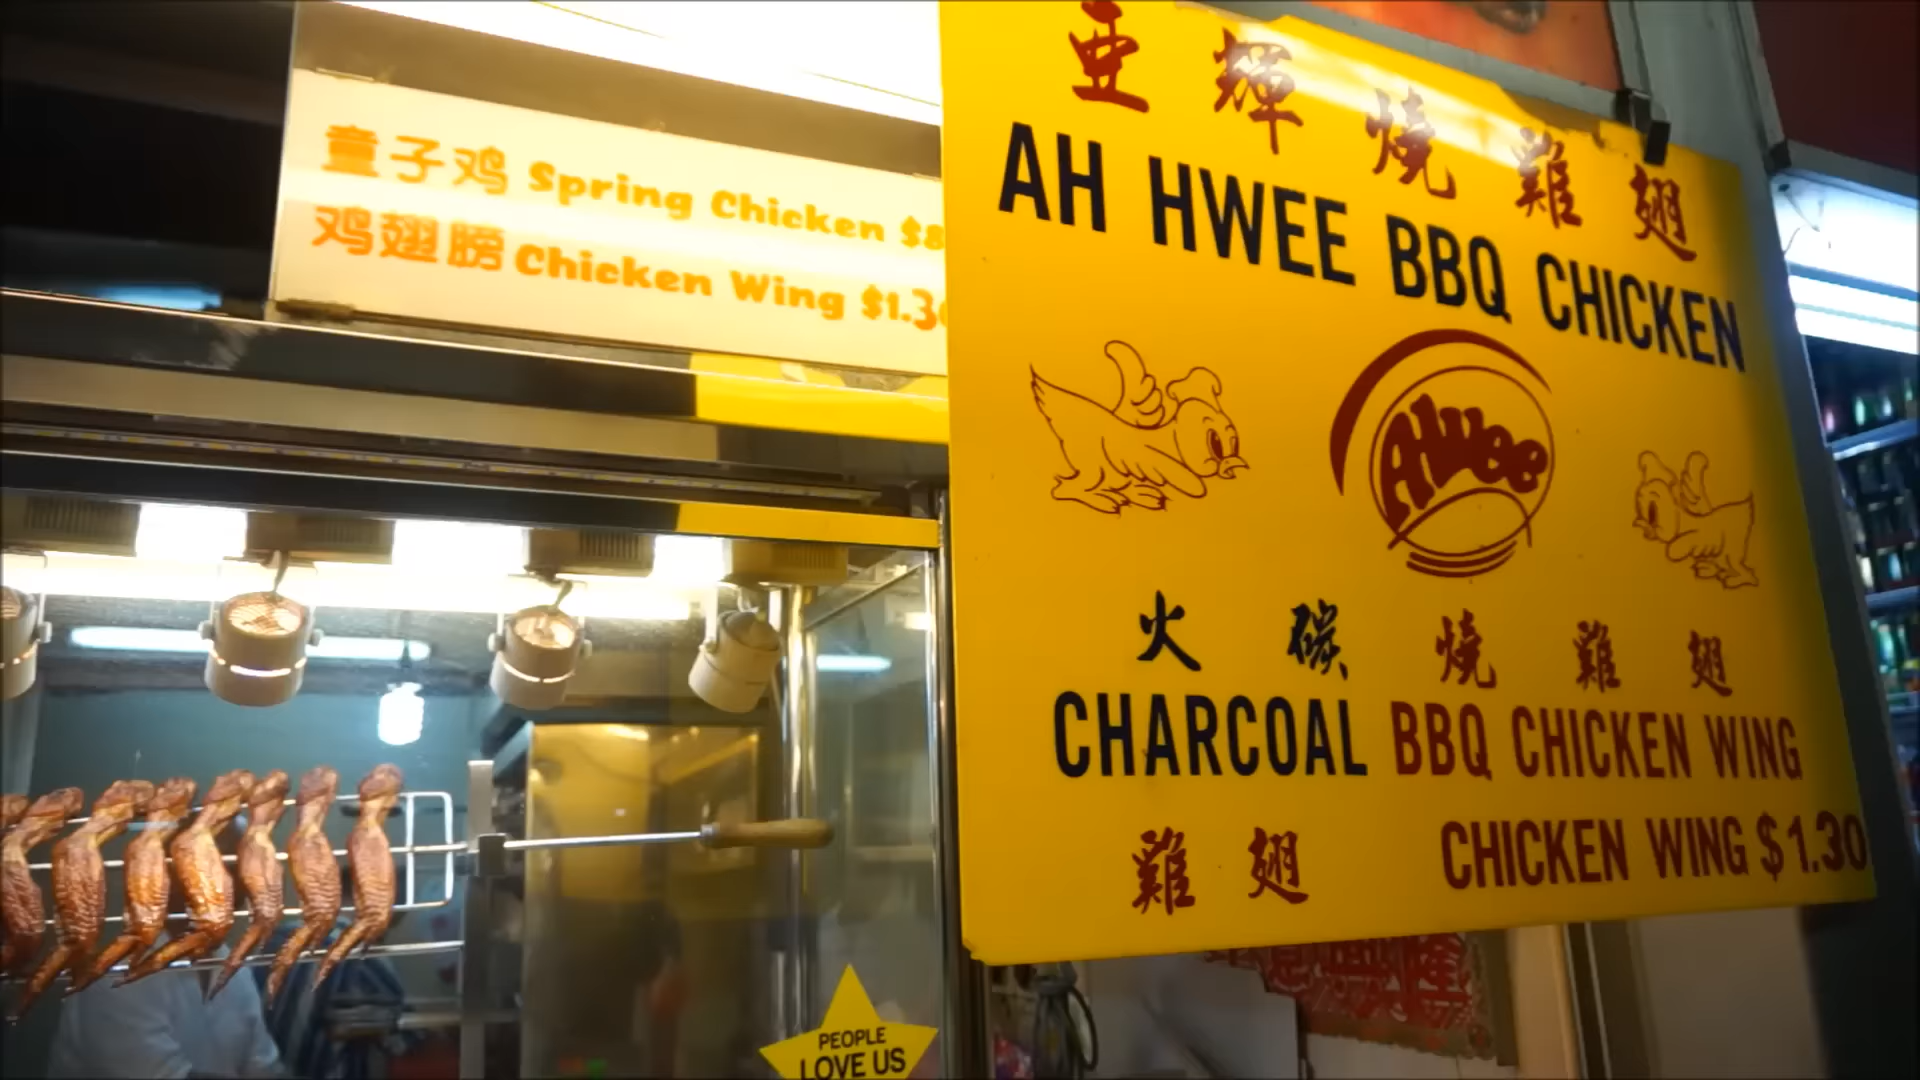 童子鸡 Spring Chicken $8
鸡翅膀 Chicken Wing $1.30
亚輝燒雞翅
AH HWEE BBQ CHICKEN
AHwee
火碳燒雞翅
CHARCOAL BBQ CHICKEN WING
雞翅 CHICKEN WING $1.30
PEOPLE
LOVE US